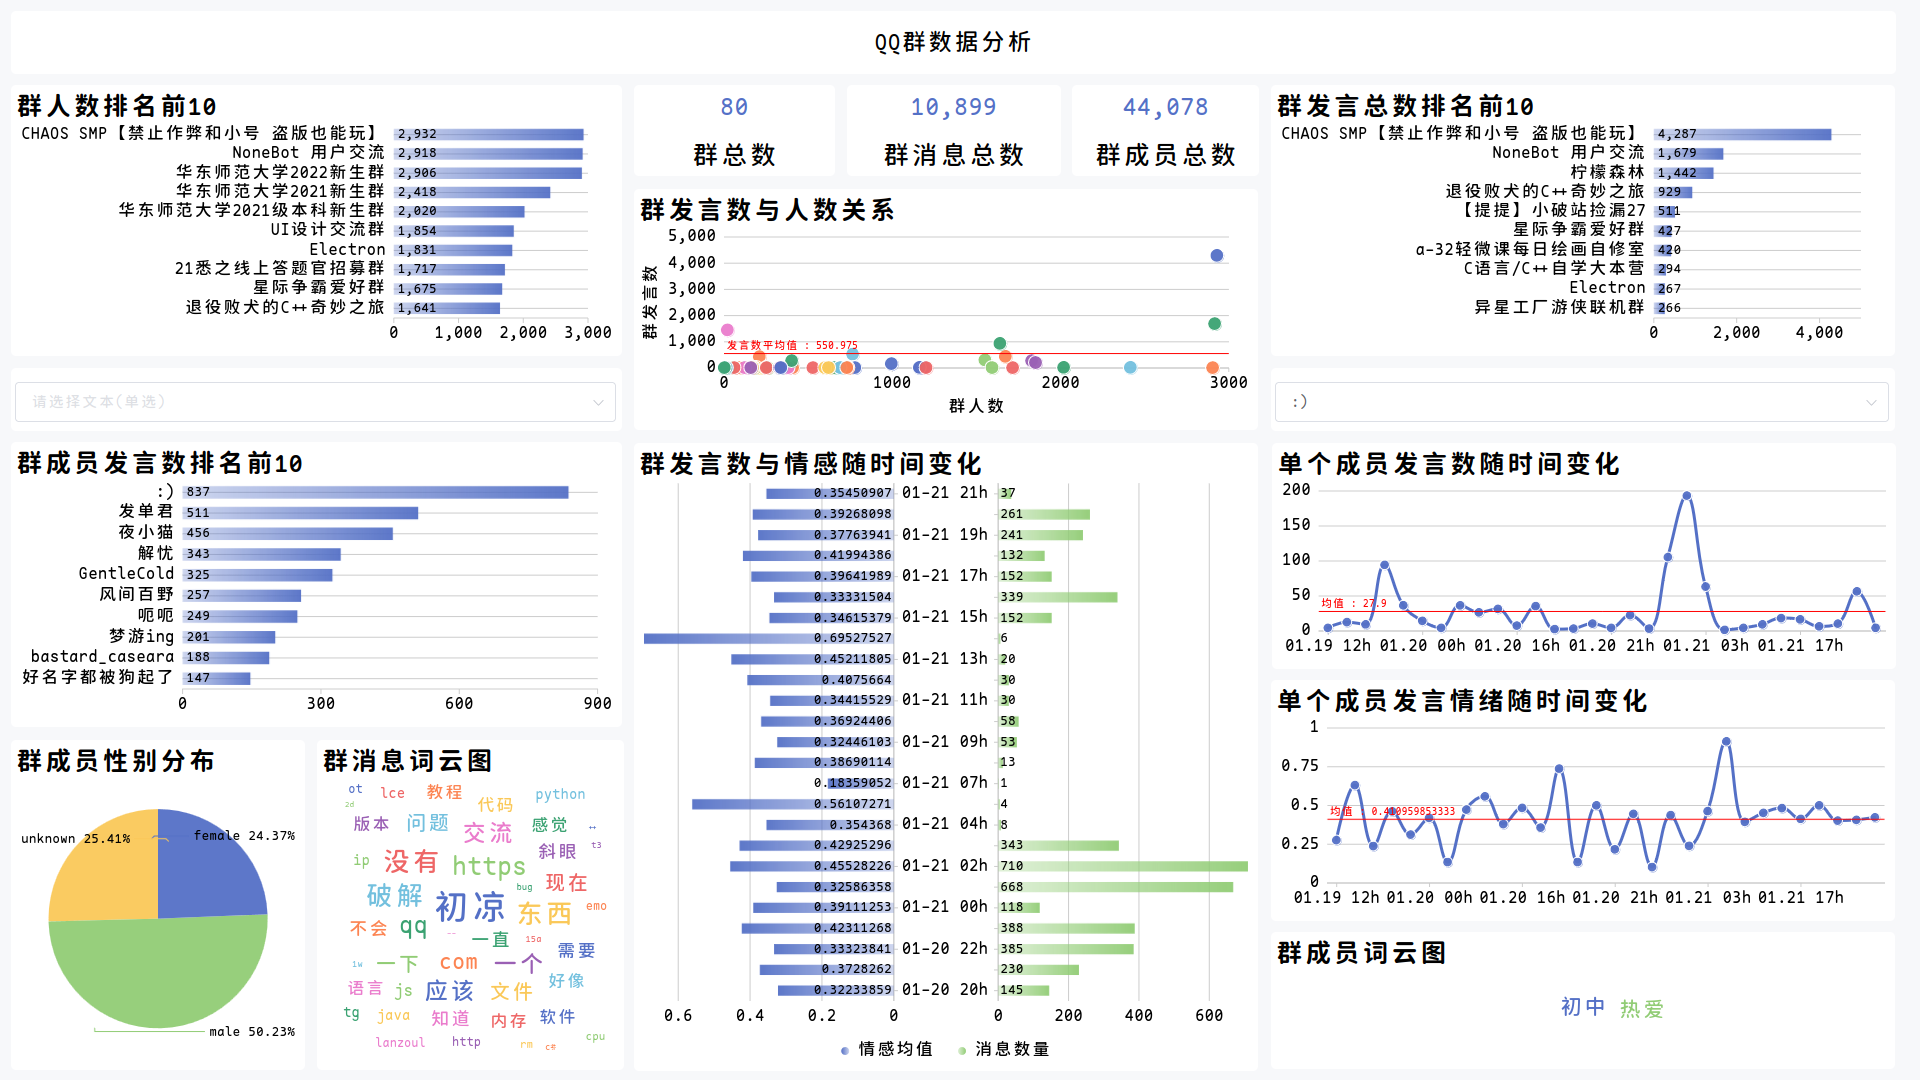 QQ群数据分析
群人数排名前10
CHAOS SMP【禁止作弊和小号 盗版也能玩】 2,932
NoneBot 用户交流 2,918
华东师范大学2022新生群 2,906
华东师范大学2021新生群 2,418
华东师范大学2021级本科新生群 2,020
UI设计交流群 1,854
Electron 1,831
21悉之线上答题官招募群 1,717
星际争霸爱好群 1,675
退役败犬的C++奇妙之旅 1,641
0 1,000 2,000 3,000
80
群总数
10,899
群消息总数
44,078
群成员总数
群发言数与人数关系
5,000
4,000
3,000
2,000
1,000
0
群发言数
发言数平均值 : 550.975
0 1000 2000 3000
群人数
群发言总数排名前10
CHAOS SMP【禁止作弊和小号 盗版也能玩】 4,287
NoneBot 用户交流 1,679
柠檬森林 1,442
退役败犬的C++奇妙之旅 929
【提提】小破站捡漏27 511
星际争霸爱好群 427
a-32轻微课每日绘画自修室 420
C语言/C++自学大本营 294
Electron 267
异星工厂游侠联机群 266
0 2,000 4,000
请选择文本(单选)
:)
群成员发言数排名前10
:) 837
发单君 511
夜小猫 456
解忧 343
GentleCold 325
风间百野 257
呃呃 249
梦游ing 201
bastard_caseara 188
好名字都被狗起了 147
0 300 600 900
群发言数与情感随时间变化
0.35450907 01-21 21h 37
0.39268098 261
0.37763941 01-21 19h 241
0.41994386 132
0.39641989 01-21 17h 152
0.33331504 339
0.34615379 01-21 15h 152
0.69527527 6
0.45211805 01-21 13h 20
0.4075664 30
0.34415529 01-21 11h 30
0.36924406 58
0.32446103 01-21 09h 53
0.38690114 13
0.18359052 01-21 07h 1
0.56107271 4
0.354368 01-21 04h 8
0.42925296 343
0.45528226 01-21 02h 710
0.32586358 668
0.39111253 01-21 00h 118
0.42311268 388
0.33323841 01-20 22h 385
0.3728262 230
0.32233859 01-20 20h 145
0.6 0.4 0.2 0 0 200 400 600
情感均值 消息数量
单个成员发言数随时间变化
200
150
100
50
0
均值 : 27.9
01.19 12h 01.20 00h 01.20 16h 01.20 21h 01.21 03h 01.21 17h
单个成员发言情绪随时间变化
1
0.75
0.5
0.25
0
均值 : 0.410959853333
01.19 12h 01.20 00h 01.20 16h 01.20 21h 01.21 03h 01.21 17h
群成员性别分布
unknown 25.41%
female 24.37%
male 50.23%
群消息词云图
ot lce 教程 代码 python
2d
版本 问题 交流 感觉 ↔
斜眼 t3
ip 没有 https
现在
破解 bug
初凉 东西 emo
不会 qq -- 一直 15a
需要
1w 一下 com 一个
语言 js 应该 文件 好像
tg java 知道 内存 软件
lanzoul http rm c# cpu
群成员词云图
初中 热爱